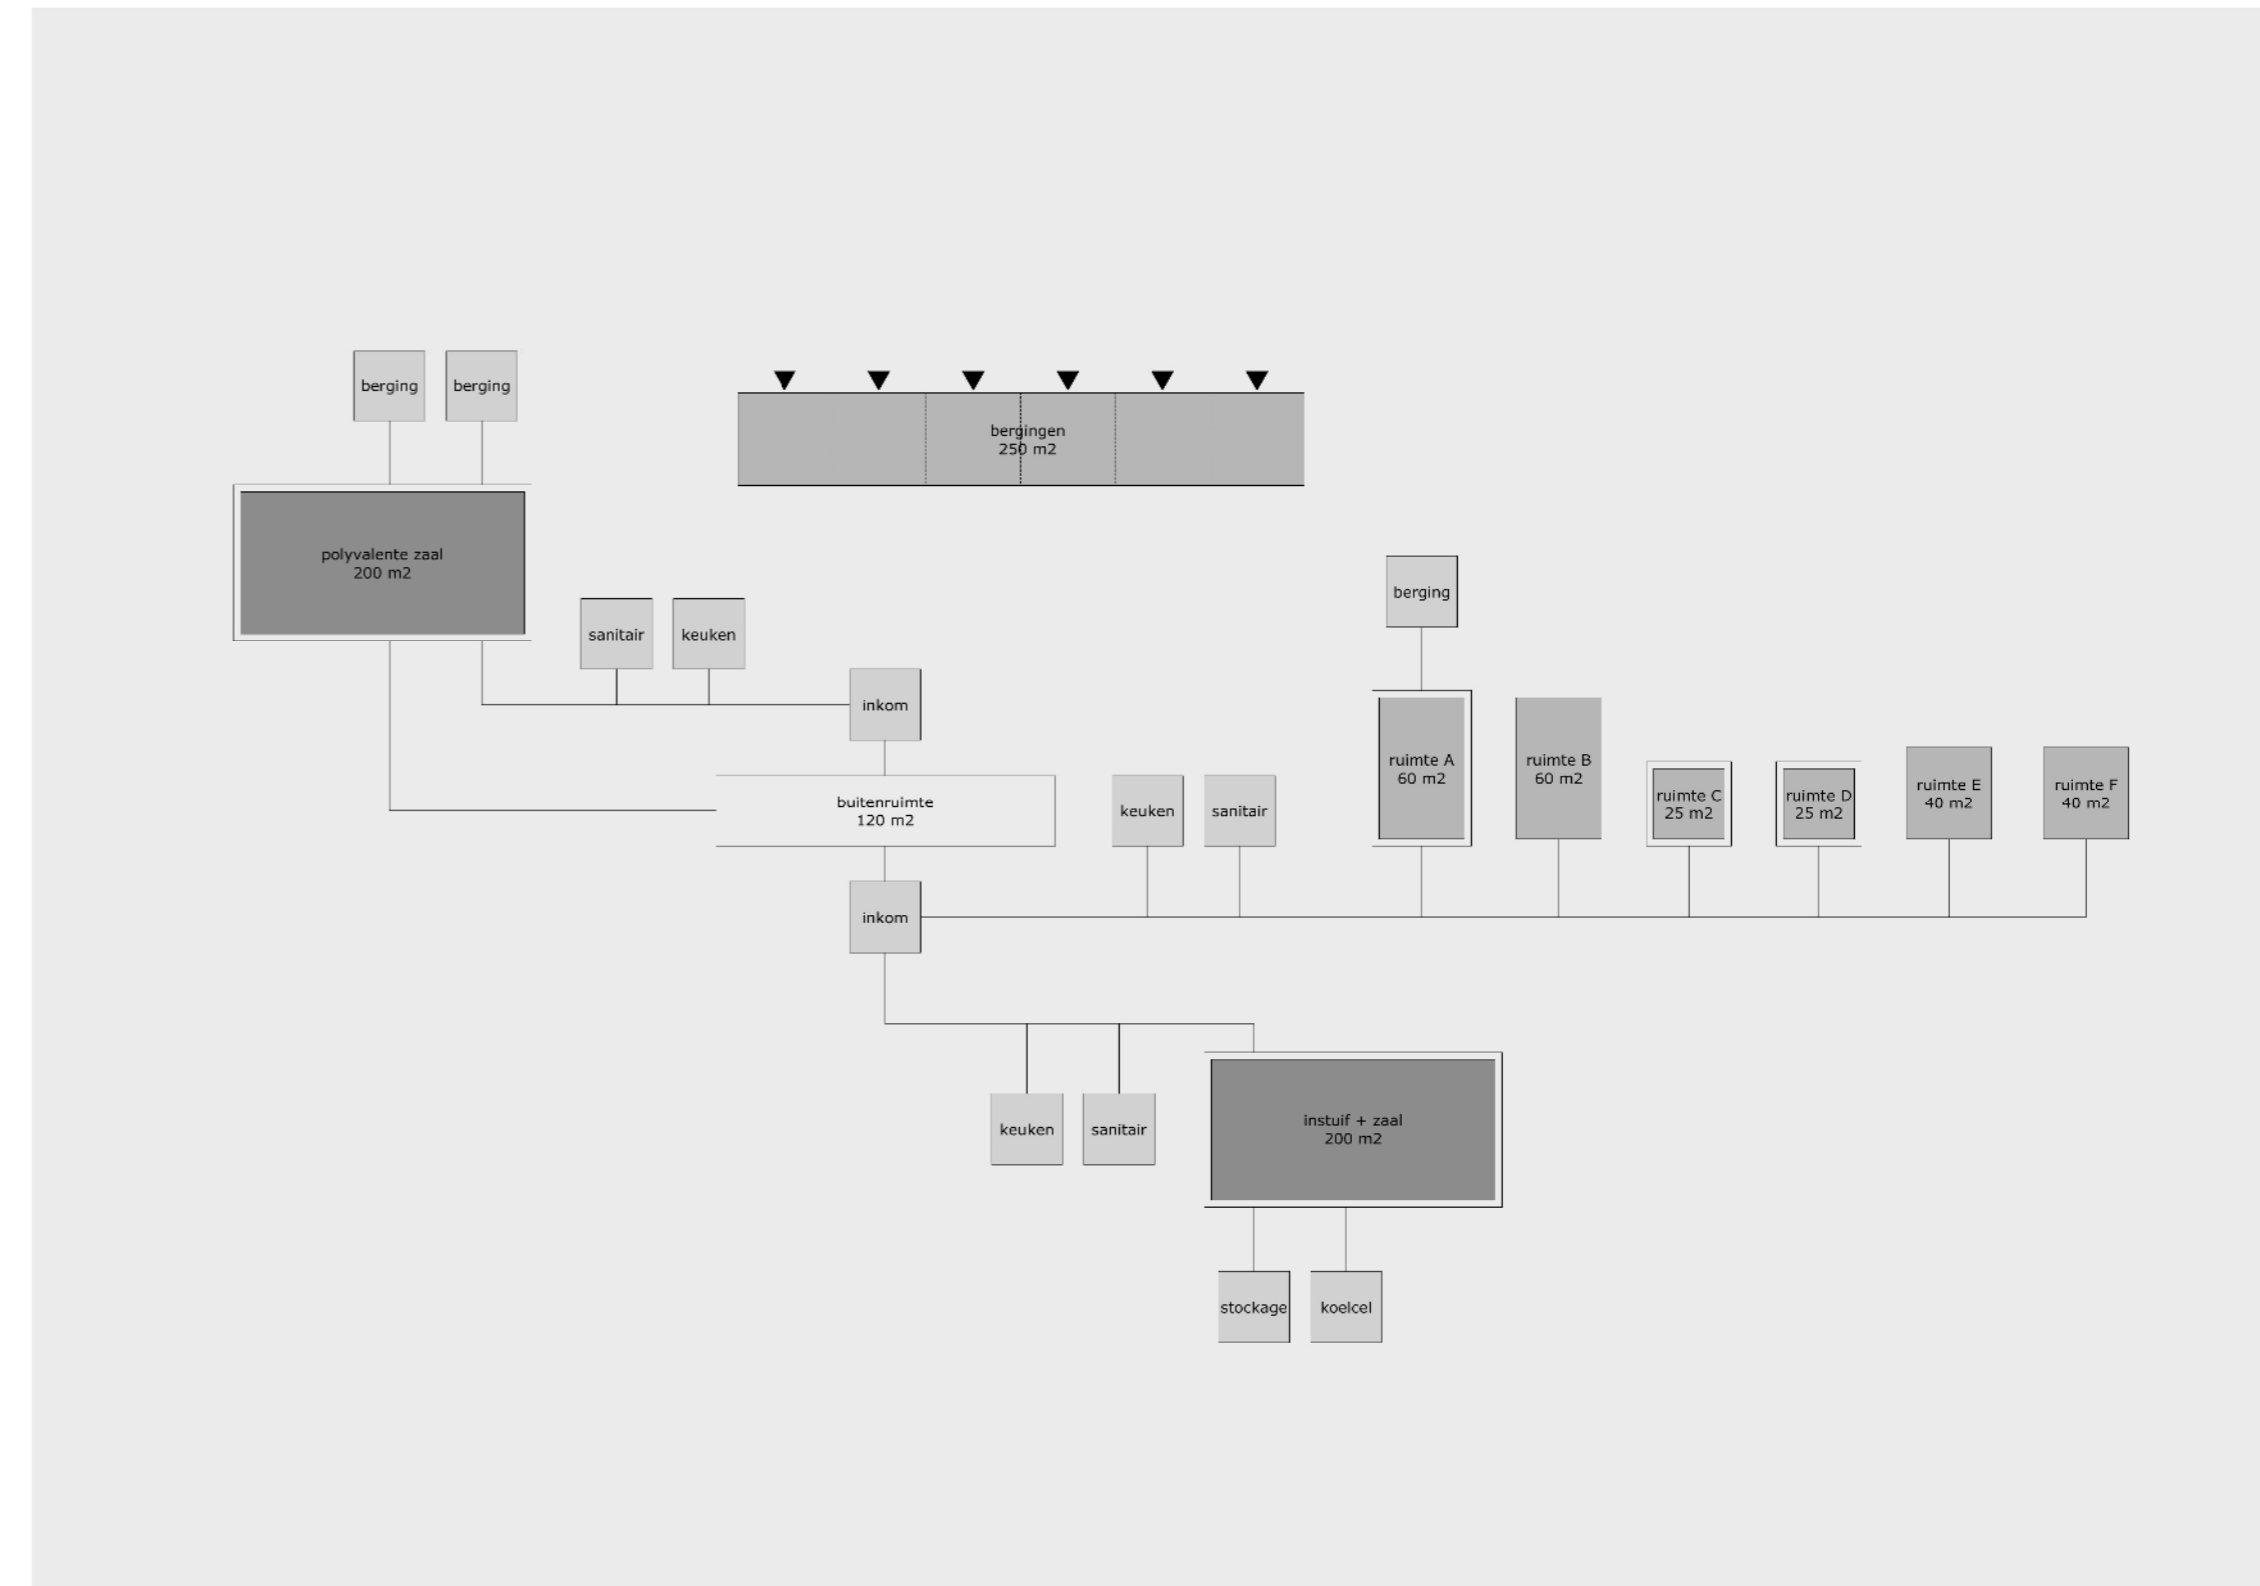 berging
berging
bergingen
250 m2
polyvalente zaal
200 m2
berging
sanitair
keuken
inkom
ruimte A
60 m2
ruimte B
60 m2
ruimte C
25 m2
ruimte D
25 m2
ruimte E
40 m2
ruimte F
40 m2
buitenruimte
120 m2
keuken
sanitair
inkom
keuken
sanitair
instuif + zaal
200 m2
stockage
koelcel